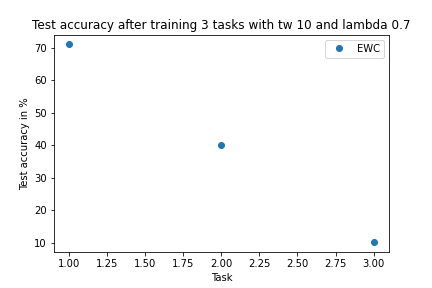 Test accuracy after training 3 tasks with tw 10 and lambda 0.7
EWC
Test accuracy in %
70
60
50
40
30
20
10
1.00 1.25 1.50 1.75 2.00 2.25 2.50 2.75 3.00
Task